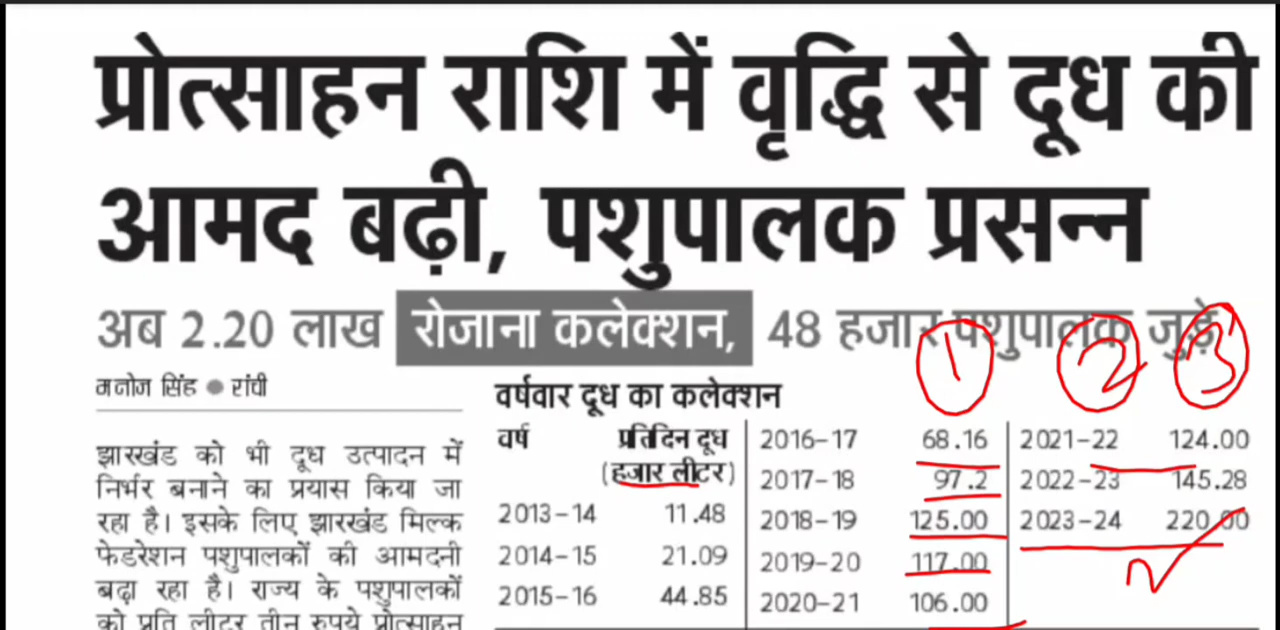 प्रोत्साहन राशि में वृद्धि से दूध की
आमद बढ़ी, पशुपालक प्रसन्न
अब 2.20 लाख रोजाना कलेक्शन, 48 हजार पशुपालक जुड़े
मनोज सिंह ● रांची
झारखंड को भी दूध उत्पादन में
निर्भर बनाने का प्रयास किया जा
रहा है। इसके लिए झारखंड मिल्क
फेडरेशन पशुपालकों की आमदनी
बढ़ा रहा है। राज्य के पशुपालकों
को प्रति लीटर तीन रुपये प्रोत्साहन
वर्षवार दूध का कलेक्शन
वर्ष प्रतिदिन दूध
(हजार लीटर)
2013-14 11.48
2014-15 21.09
2015-16 44.85
2016-17 68.16
2017-18 97.2
2018-19 125.00
2019-20 117.00
2020-21 106.00
2021-22 124.00
2022-23 145.28
2023-24 220.00
1 2 3